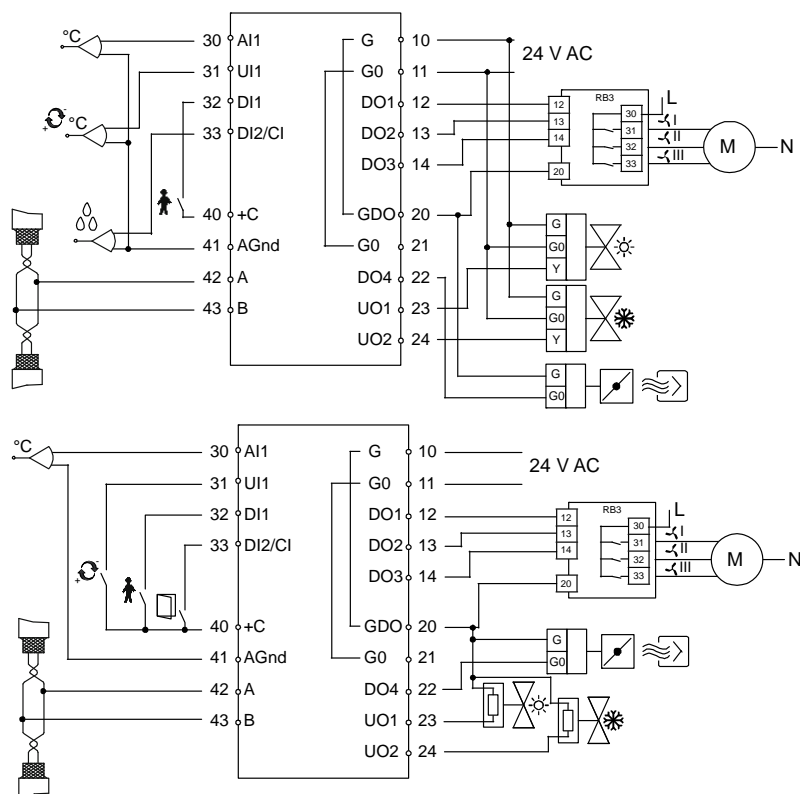 °C 30 AI1 G 10 24 V AC
31 UI1 G0 11
- + °C 32 DI1 DO1 12 12 RB3 30 L
33 DI2/CI DO2 13 13 31 I
DO3 14 14 32 II M N
20 33 III
40 +C GDO 20
41 AGnd G0 21 G
G0
42 A DO4 22 Y
43 B UO1 23 G
G0
UO2 24 Y
G
G0
°C 30 AI1 G 10 24 V AC
31 UI1 G0 11
32 DI1 DO1 12 12 RB3 30 L
33 DI2/CI DO2 13 13 31 I
- + DO3 14 14 32 II M N
20 33 III
40 +C GDO 20 G
41 AGnd G0 21 G0
42 A DO4 22
43 B UO1 23
UO2 24